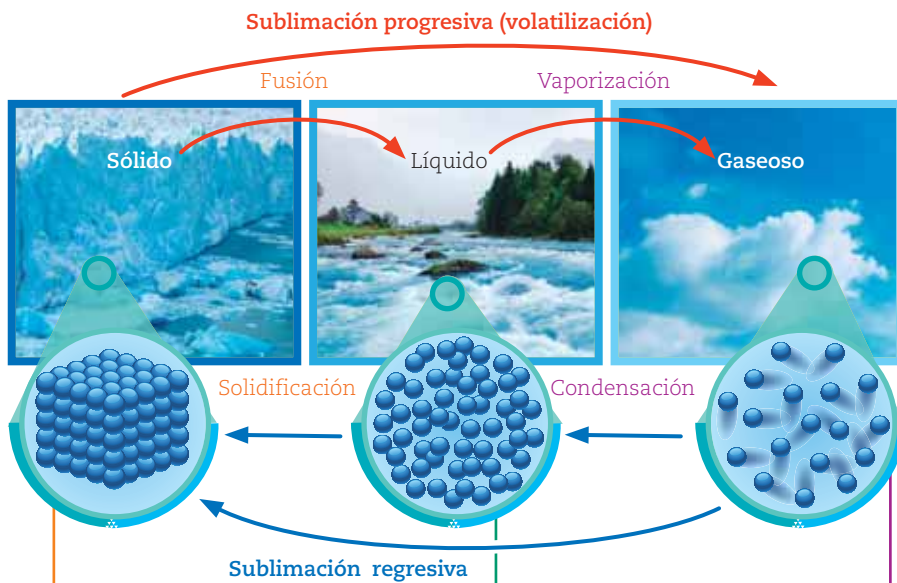 Sublimación progresiva (volatilización)
Fusión
Vaporización
Sólido
Líquido
Gaseoso
Solidificación
Condensación
Sublimación regresiva